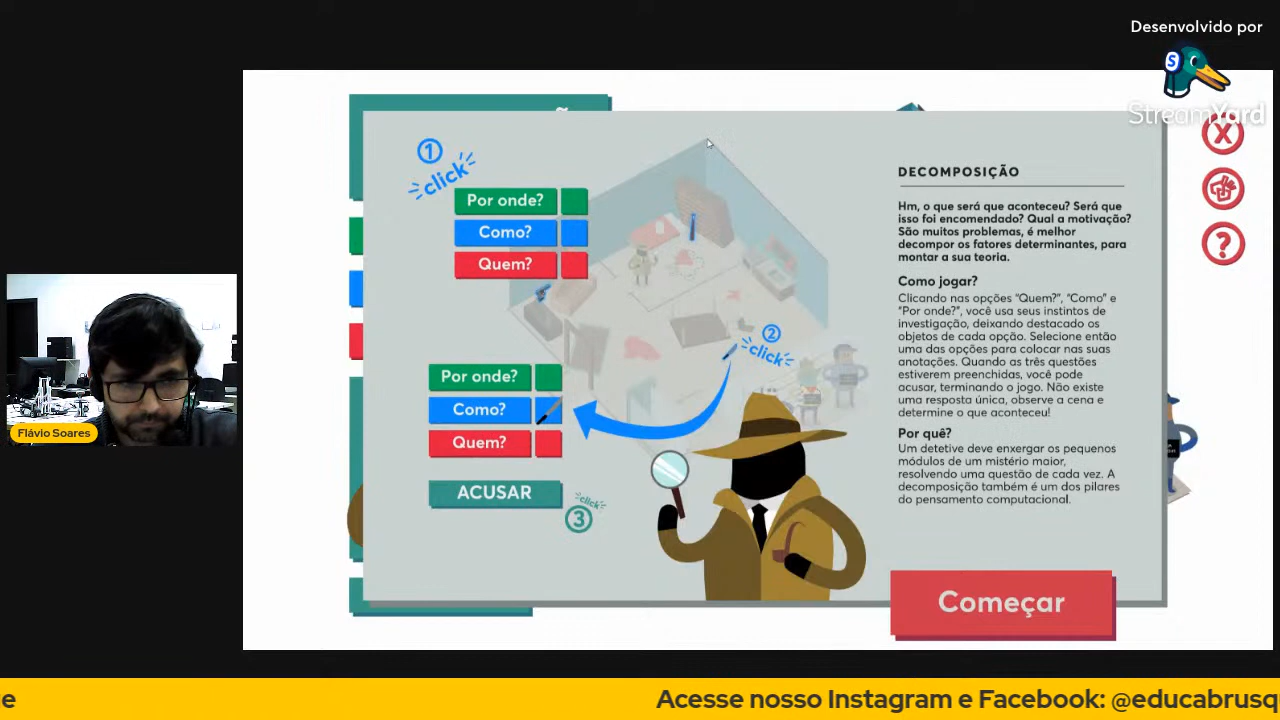 Desenvolvido por
S
StreamYard
1
click
Por onde?
Como?
Quem?
2
click
Por onde?
Como?
Quem?
ACUSAR
click
3
DECOMPOSIÇÃO
Hm, o que será que aconteceu? Será que
isso foi encomendado? Qual a motivação?
São muitos problemas, é melhor
decompor os fatores determinantes, para
montar a sua teoria.
Como jogar?
Clicando nas opções "Quem?", "Como" e
"Por onde?", você usa seus instintos de
investigação, deixando destacado os
objetos de cada opção. Selecione então
uma das opções para colocar nas suas
anotações. Quando as três questões
estiverem preenchidas, você pode
acusar, terminando o jogo. Não existe
uma resposta única, observe a cena e
determine o que aconteceu!
Por quê?
Um detetive deve enxergar os pequenos
módulos de um mistério maior,
resolvendo uma questão de cada vez. A
decomposição também é um dos pilares
do pensamento computacional.
Começar
X
?
Flávio Soares
e
Acesse nosso Instagram e Facebook: @educabrusq